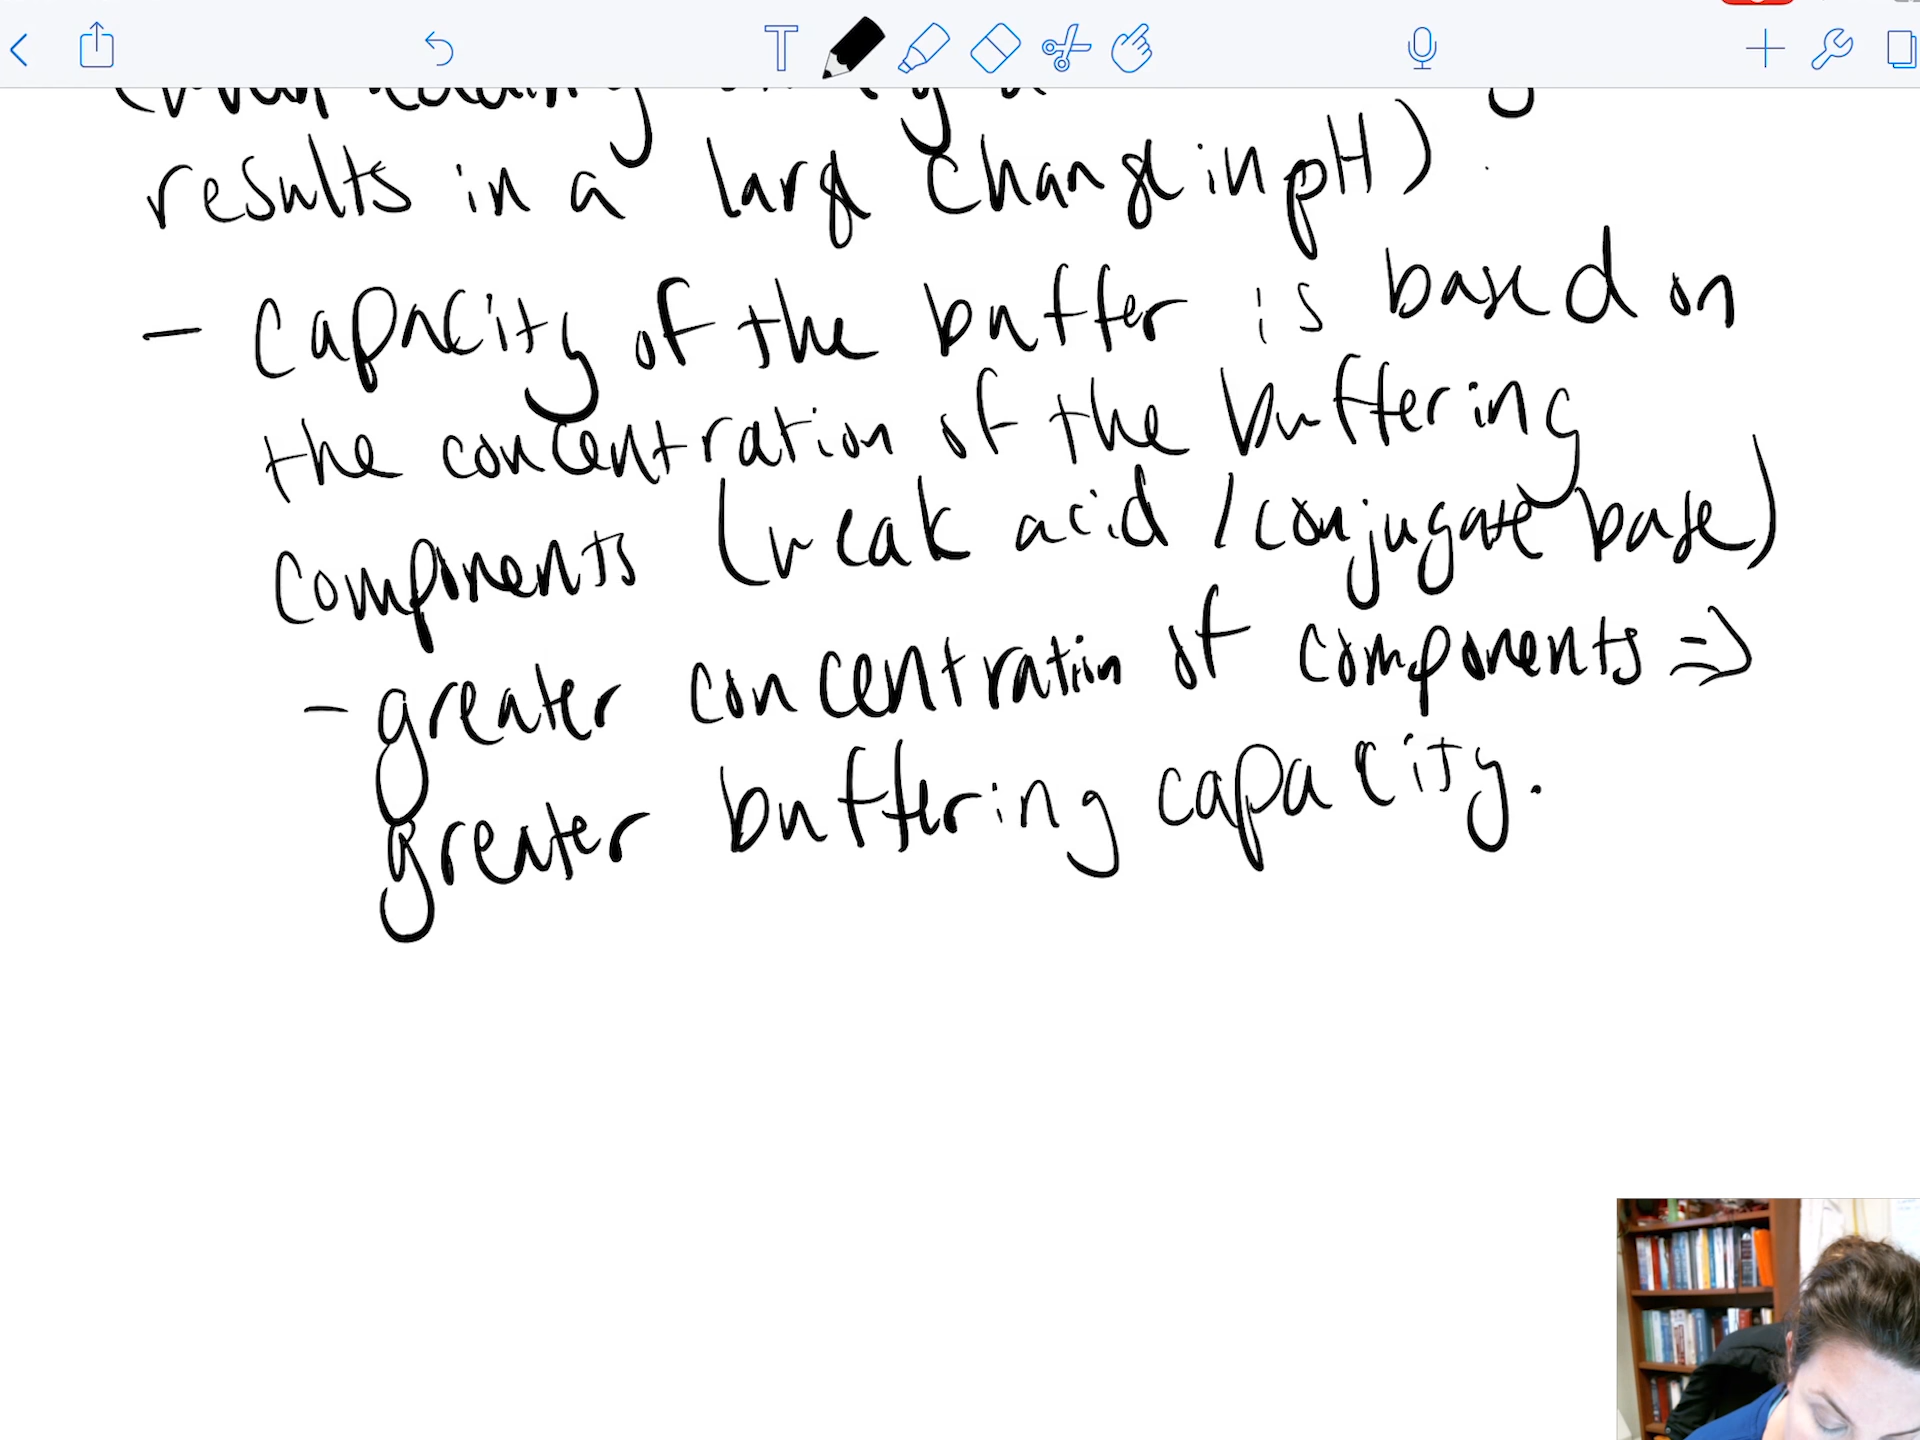 results in a large change in pH).
- capacity of the buffer is based on
the concentration of the buffering
components (weak acid / conjugate base)
- greater concentration of components =>
greater buffering capacity.